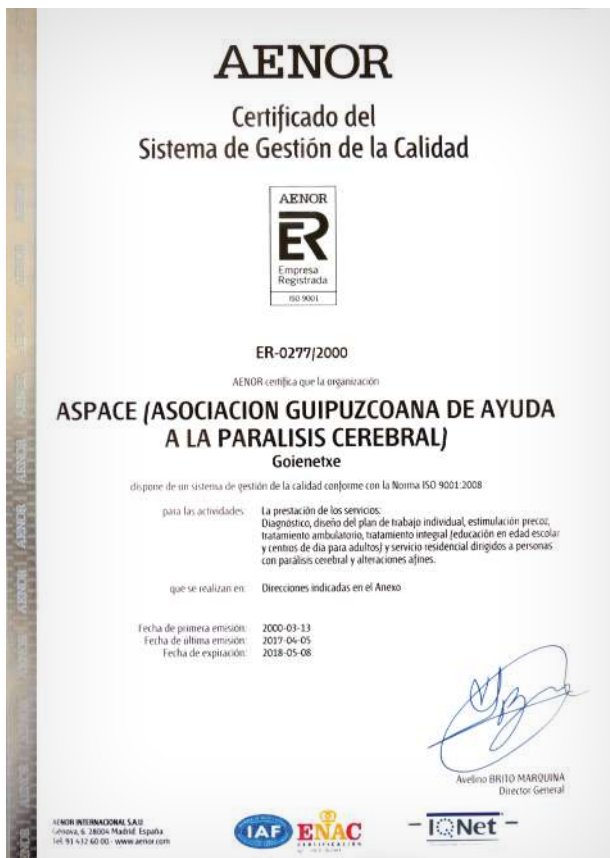 AENOR
Certificado del
Sistema de Gestión de la Calidad
AENOR
ER
Empresa
Registrada
ISO 9001
ER-0277/2000
AENOR certifica que la organización
ASPACE (ASOCIACION GUIPUZCOANA DE AYUDA
A LA PARALISIS CEREBRAL)
Goienetxe
dispone de un sistema de gestión de la calidad conforme con la Norma ISO 9001:2008
para las actividades: La prestación de los servicios:
Diagnóstico, diseño del plan de trabajo individual, estimulación precoz,
tratamiento ambulatorio, tratamiento integral (educación en edad escolar
y centros de día para adultos) y servicio residencial dirigidos a personas
con parálisis cerebral y alteraciones afines.
que se realizan en: Direcciones indicadas en el Anexo
Fecha de primera emisión: 2000-03-13
Fecha de última emisión: 2017-04-05
Fecha de expiración: 2018-05-08
Avelino BRITO MARQUINA
Director General
AENOR INTERNACIONAL S.A.U.
Génova, 6. 28004 Madrid. España
Tel. 91 432 60 00.- www.aenor.com
IAF
ENAC
CERTIFICACIÓN
IQNet